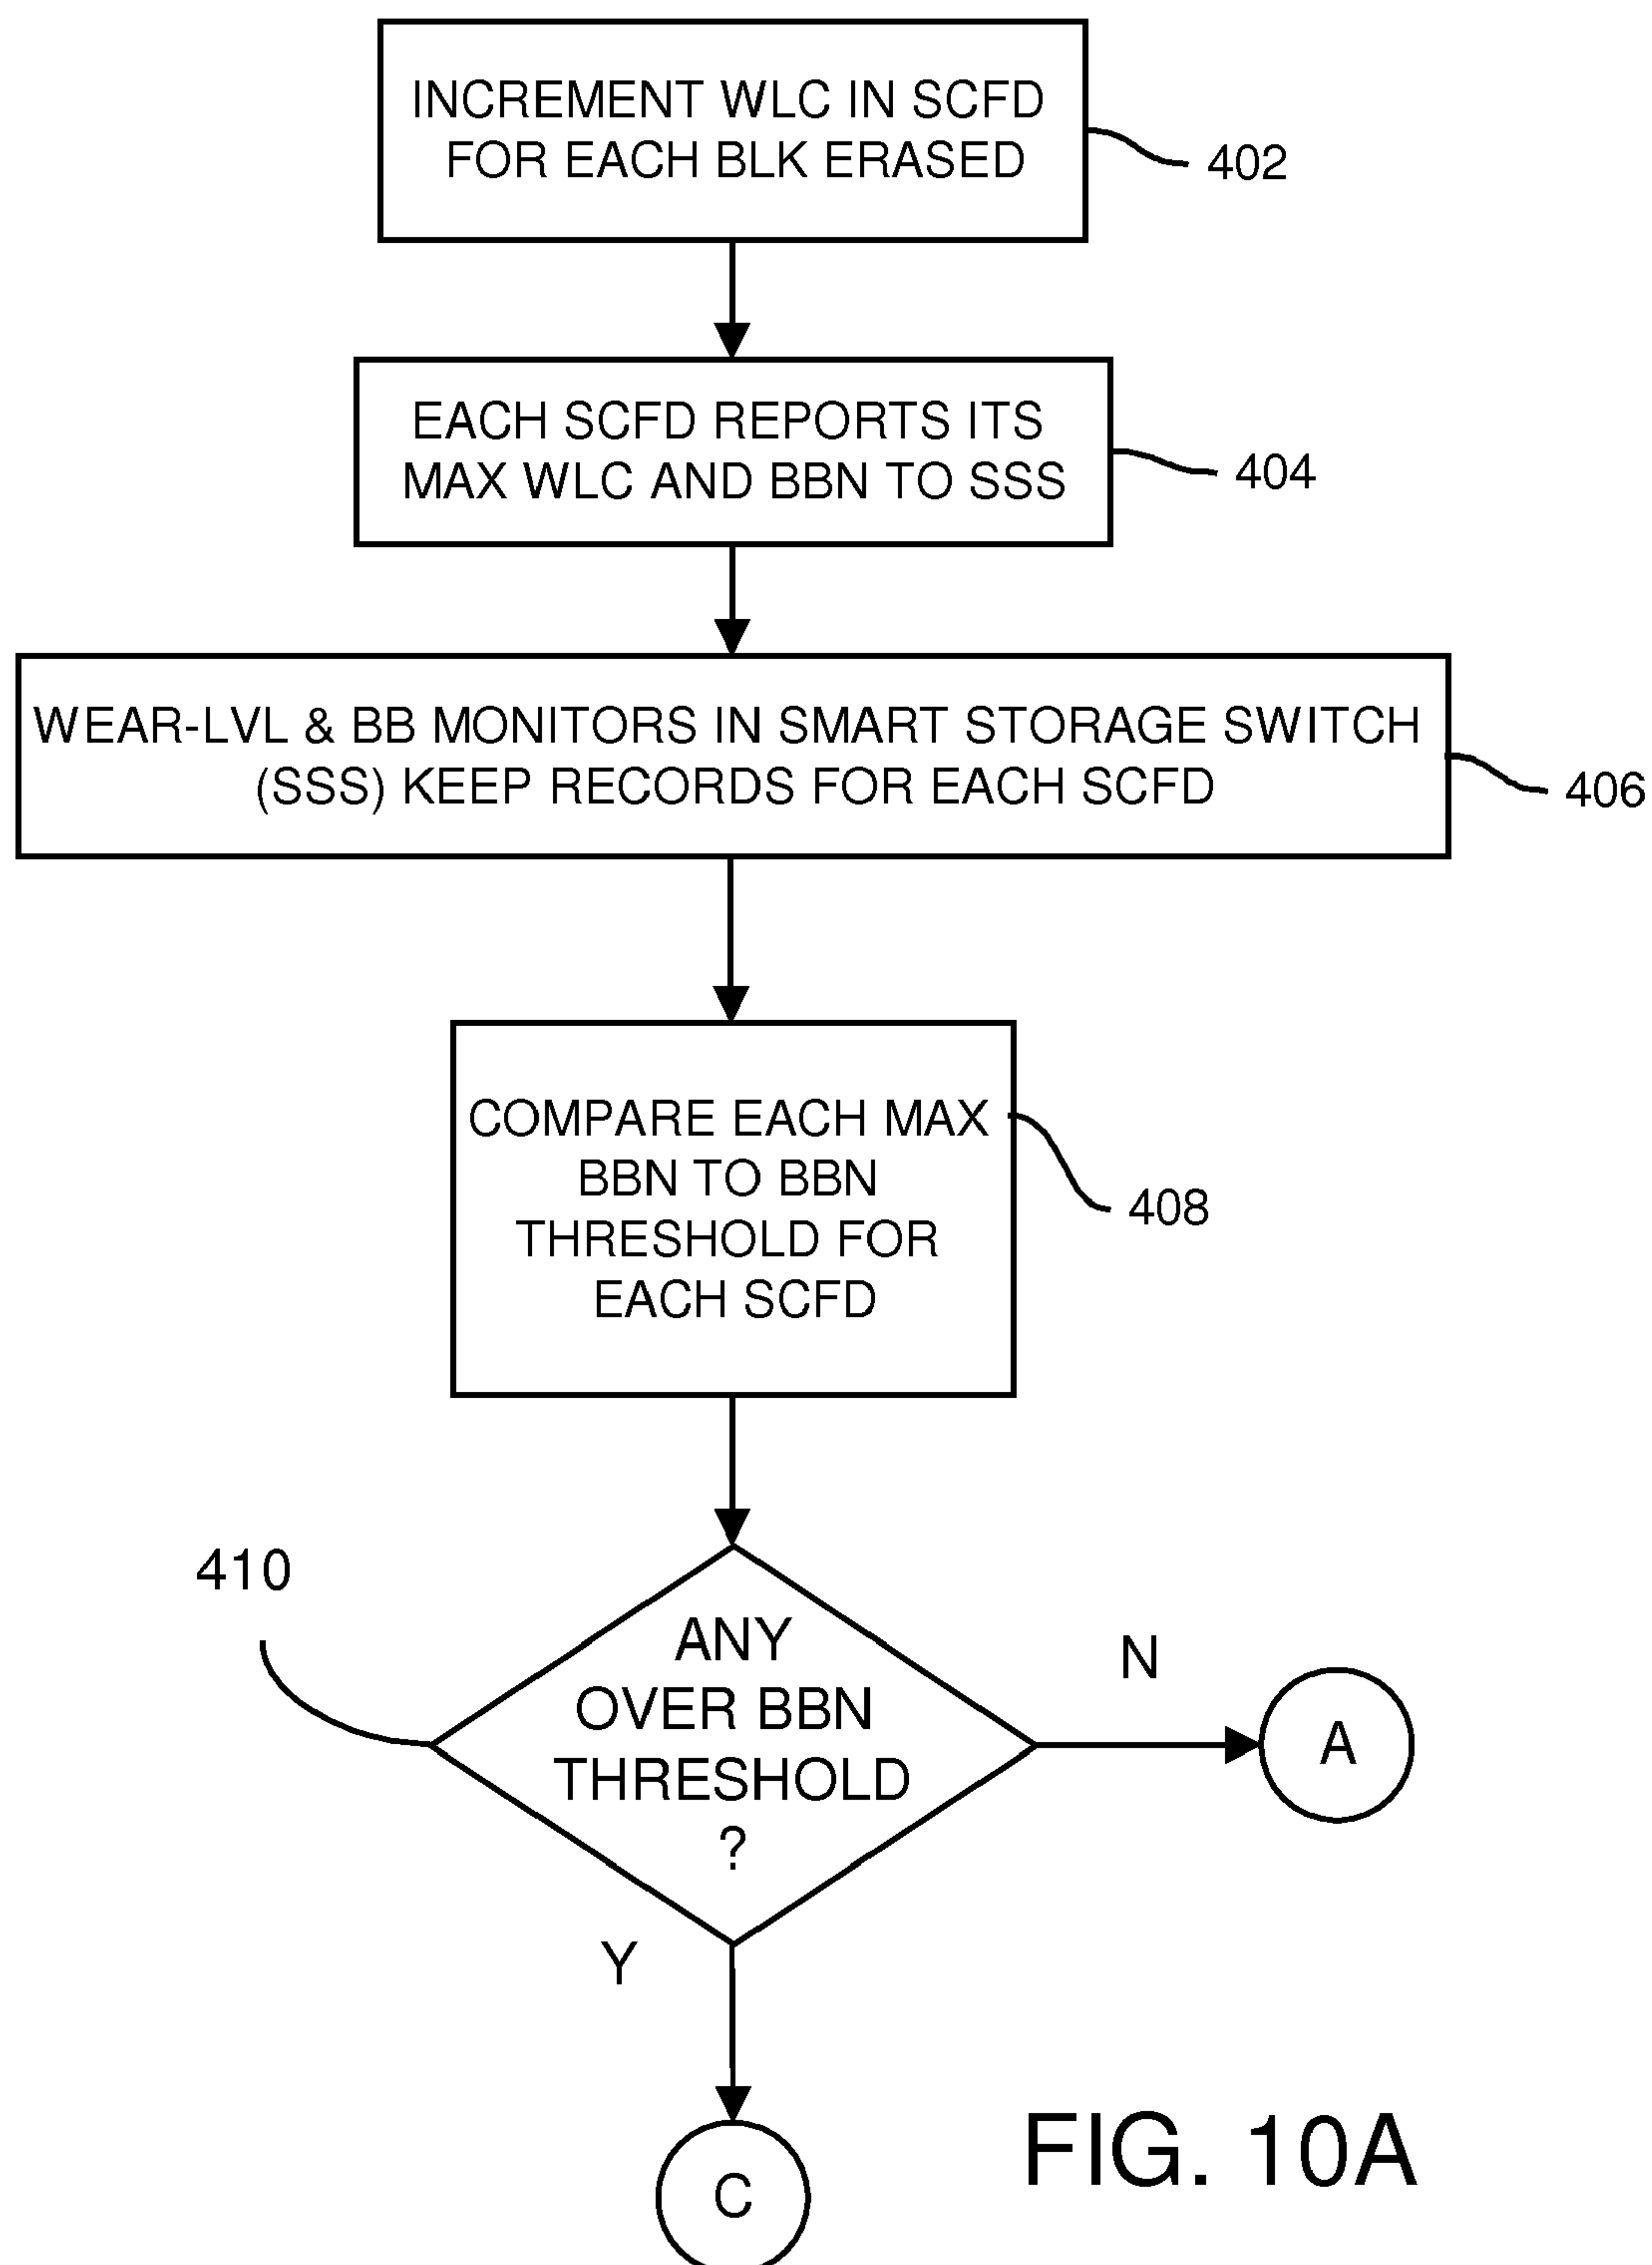 INCREMENT WLC IN SCFD
FOR EACH BLK ERASED
402
EACH SCFD REPORTS ITS
MAX WLC AND BBN TO SSS
404
WEAR-LVL & BB MONITORS IN SMART STORAGE SWITCH
(SSS) KEEP RECORDS FOR EACH SCFD
406
COMPARE EACH MAX
BBN TO BBN
THRESHOLD FOR
EACH SCFD
408
410
ANY
OVER BBN
THRESHOLD
?
N
A
Y
C
FIG. 10A